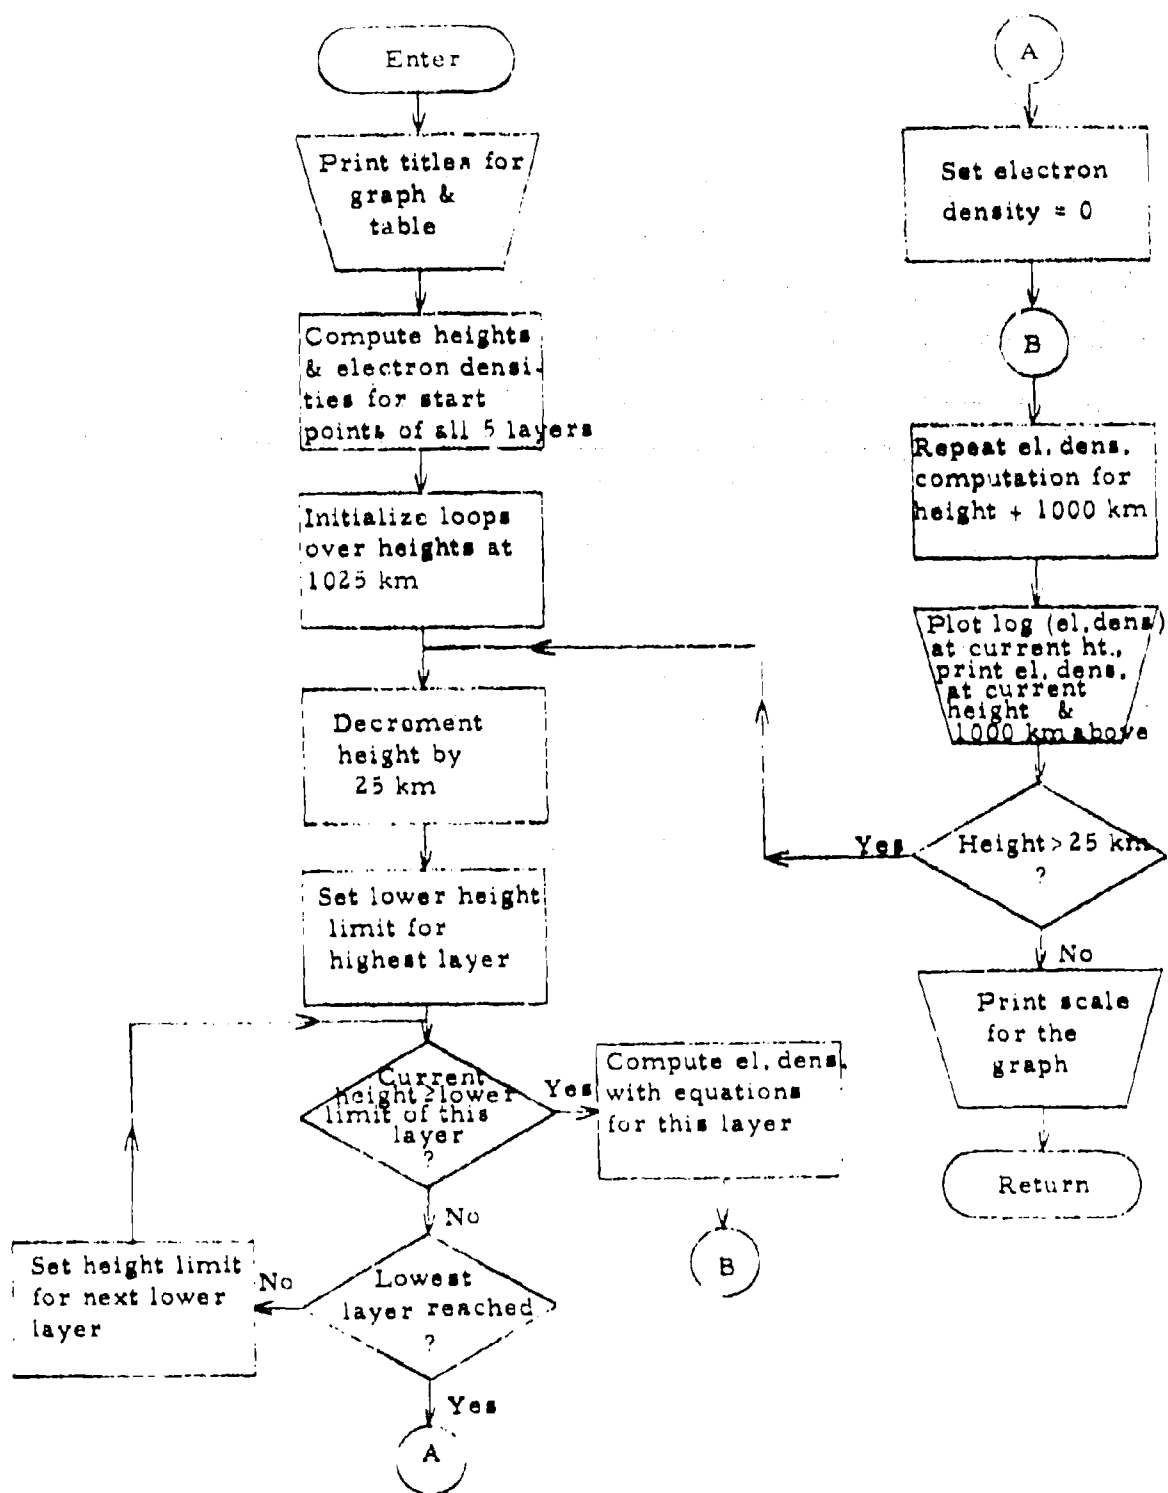 Enter
Print titles for
graph &
table
Compute heights
& electron densi-
ties for start
points of all 5 layers
Initialize loops
over heights at
1025 km
Decrement
height by
25 km
Set lower height
limit for
highest layer
Current
height ≥ lower
limit of this
layer
?
Yes
Compute el. dens.
with equations
for this layer
B
No
Lowest
layer reached
?
No
Set height limit
for next lower
layer
Yes
A
A
Set electron
density = 0
B
Repeat el. dens.
computation for
height + 1000 km
Plot log (el. dens)
at current ht.,
print el. dens.
at current
height &
1000 km above
Height > 25 km
?
Yes
No
Print scale
for the
graph
Return